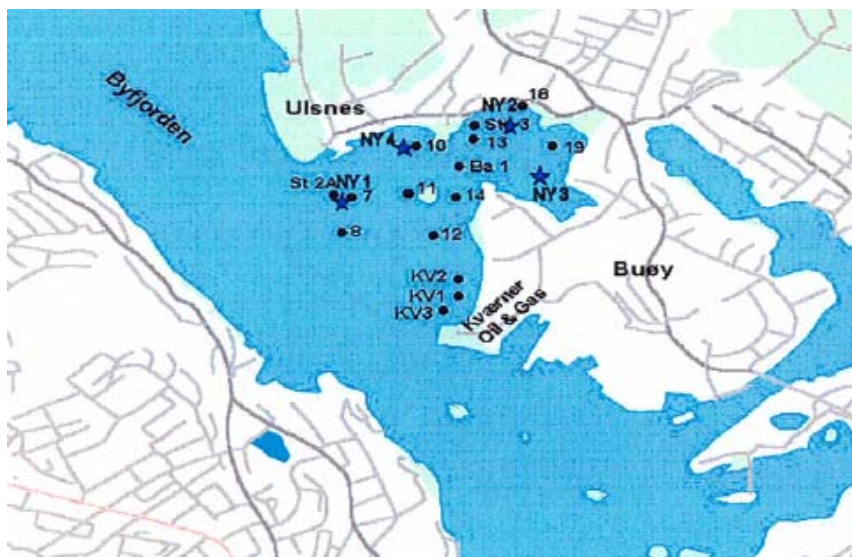 Byfjorden
Ulsnes
18
NY2
St 3
13
19
NY4
10
Ba 1
NY3
St 2A
NY1
7
11
14
8
12
KV2
KV1
KV3
Buøy
Kværner
Oil & Gas